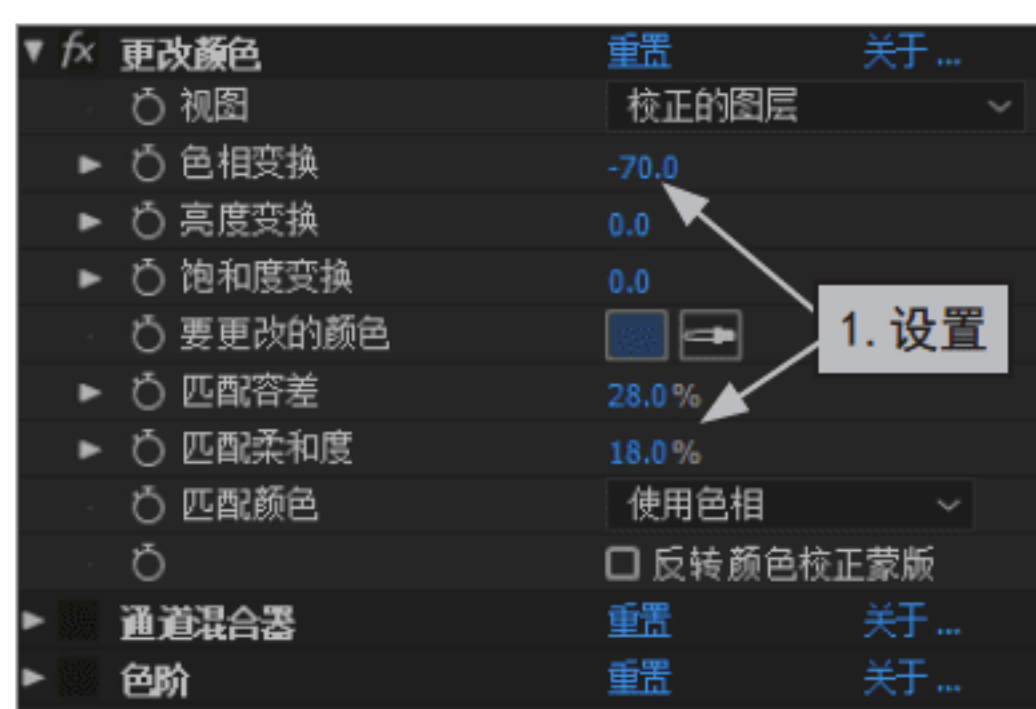 fx 更改颜色 重置 关于...
视图 校正的图层
色相变换 -70.0
亮度变换 0.0
饱和度变换 0.0
要更改的颜色 1. 设置
匹配容差 28.0%
匹配柔和度 18.0%
匹配颜色 使用色相
反转颜色校正蒙版
通道混合器 重置 关于...
色阶 重置 关于...